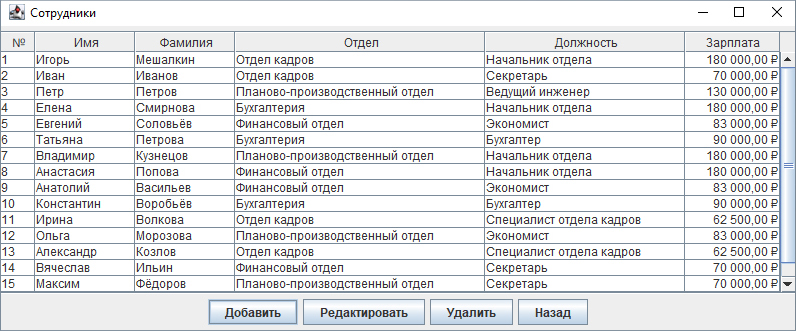 Сотрудники
№ Имя Фамилия Отдел Должность Зарплата
1 Игорь Мешалкин Отдел кадров Начальник отдела 180 000,00 ₽
2 Иван Иванов Отдел кадров Секретарь 70 000,00 ₽
3 Петр Петров Планово-производственный отдел Ведущий инженер 130 000,00 ₽
4 Елена Смирнова Бухгалтерия Начальник отдела 180 000,00 ₽
5 Евгений Соловьёв Финансовый отдел Экономист 83 000,00 ₽
6 Татьяна Петрова Бухгалтерия Бухгалтер 90 000,00 ₽
7 Владимир Кузнецов Планово-производственный отдел Начальник отдела 180 000,00 ₽
8 Анастасия Попова Финансовый отдел Начальник отдела 180 000,00 ₽
9 Анатолий Васильев Финансовый отдел Экономист 83 000,00 ₽
10 Константин Воробьёв Бухгалтерия Бухгалтер 90 000,00 ₽
11 Ирина Волкова Отдел кадров Специалист отдела кадров 62 500,00 ₽
12 Ольга Морозова Планово-производственный отдел Экономист 83 000,00 ₽
13 Александр Козлов Отдел кадров Специалист отдела кадров 62 500,00 ₽
14 Вячеслав Ильин Финансовый отдел Секретарь 70 000,00 ₽
15 Максим Фёдоров Планово-производственный отдел Секретарь 70 000,00 ₽
Добавить Редактировать Удалить Назад